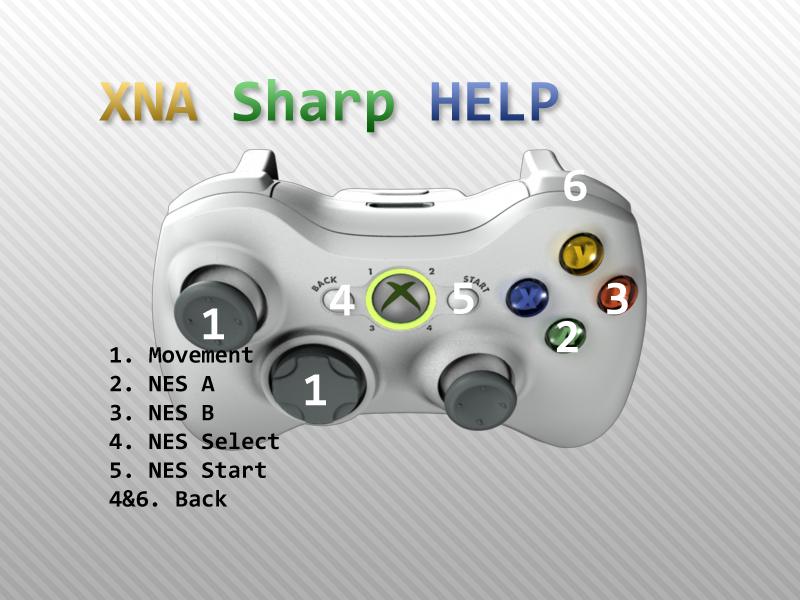 XNA Sharp HELP
6
Y
1 2
BACK START
4 5 X 3
3 4
1 2
1
1. Movement
2. NES A
3. NES B
4. NES Select
5. NES Start
4&6. Back